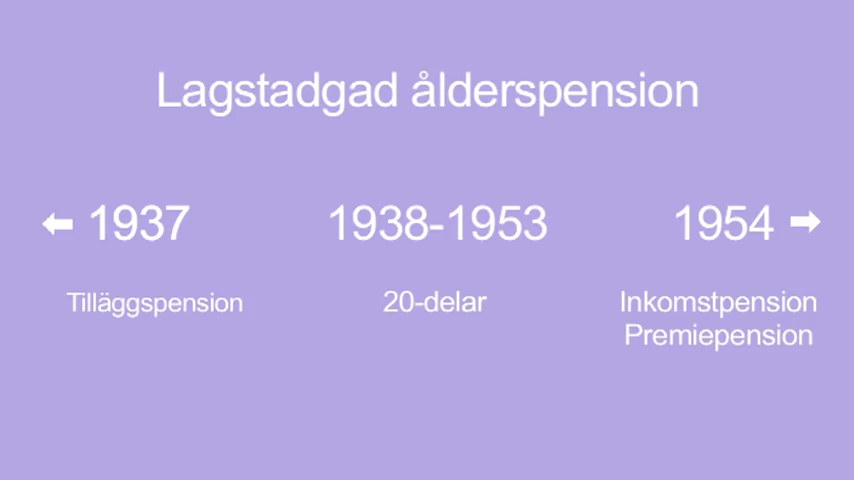 Lagstadgad ålderspension
1937
1938-1953
1954
Tilläggspension
20-delar
Inkomstpension
Premiepension